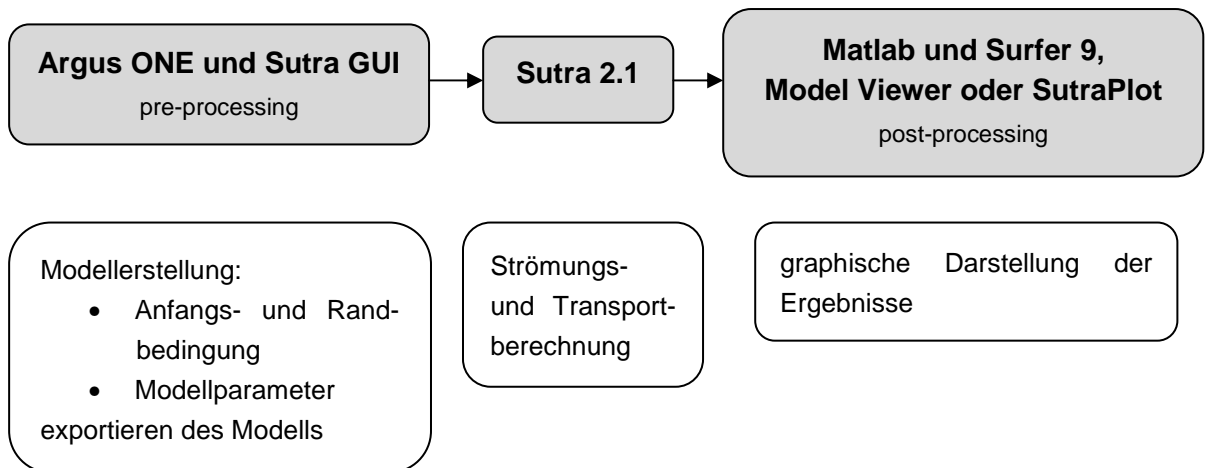 Argus ONE und Sutra GUI
pre-processing
Sutra 2.1
Matlab und Surfer 9,
Model Viewer oder SutraPlot
post-processing
Modellerstellung:
• Anfangs- und Rand-
bedingung
• Modellparameter
exportieren des Modells
Strömungs-
und Transport-
berechnung
graphische Darstellung der
Ergebnisse